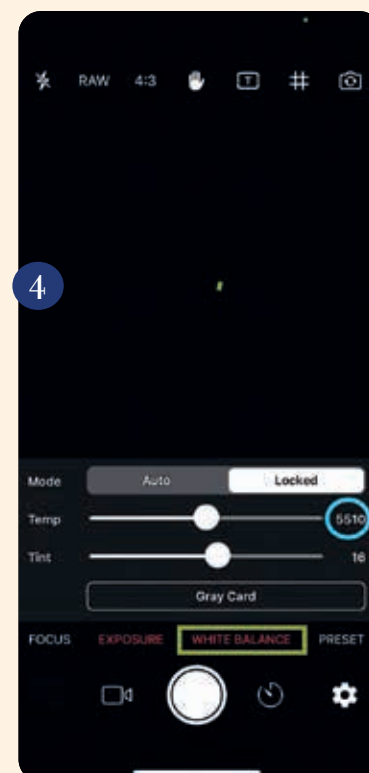 RAW 4:3 T
4
Mode Auto Locked
Temp 5510
Tint 16
Gray Card
FOCUS EXPOSURE WHITE BALANCE PRESET